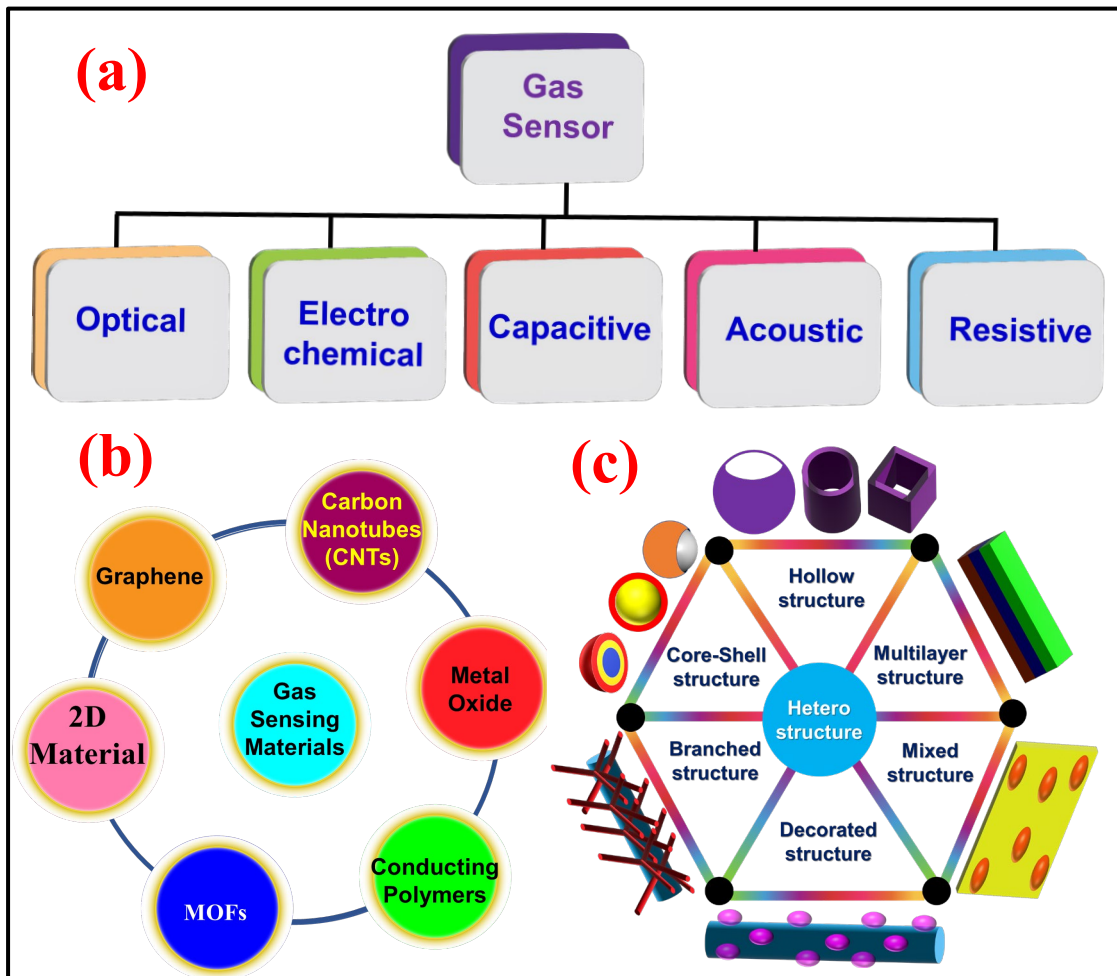 (a)
Gas
Sensor
Optical
Electro
chemical
Capacitive
Acoustic
Resistive
(b)
Carbon
Nanotubes
(CNTs)
Graphene
Metal
Oxide
Gas
Sensing
Materials
2D
Material
Conducting
Polymers
MOFs
(c)
Hollow
structure
Core-Shell
structure
Multilayer
structure
Hetero
structure
Branched
structure
Mixed
structure
Decorated
structure